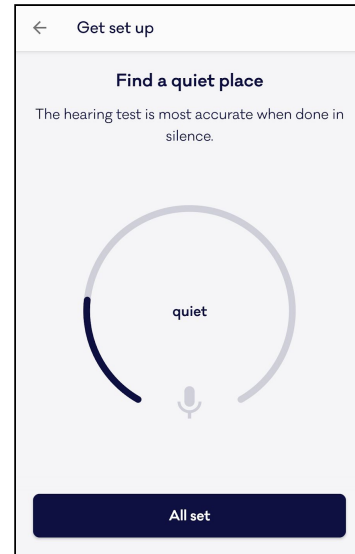 Get set up
Find a quiet place
The hearing test is most accurate when done in
silence.
quiet
All set